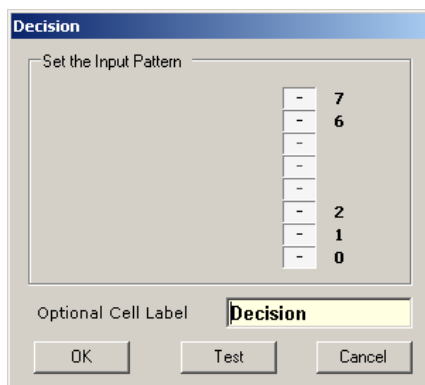 Decision
Set the Input Pattern
- 7
- 6
-
-
-
- 2
- 1
- 0
Optional Cell Label Decision
OK Test Cancel